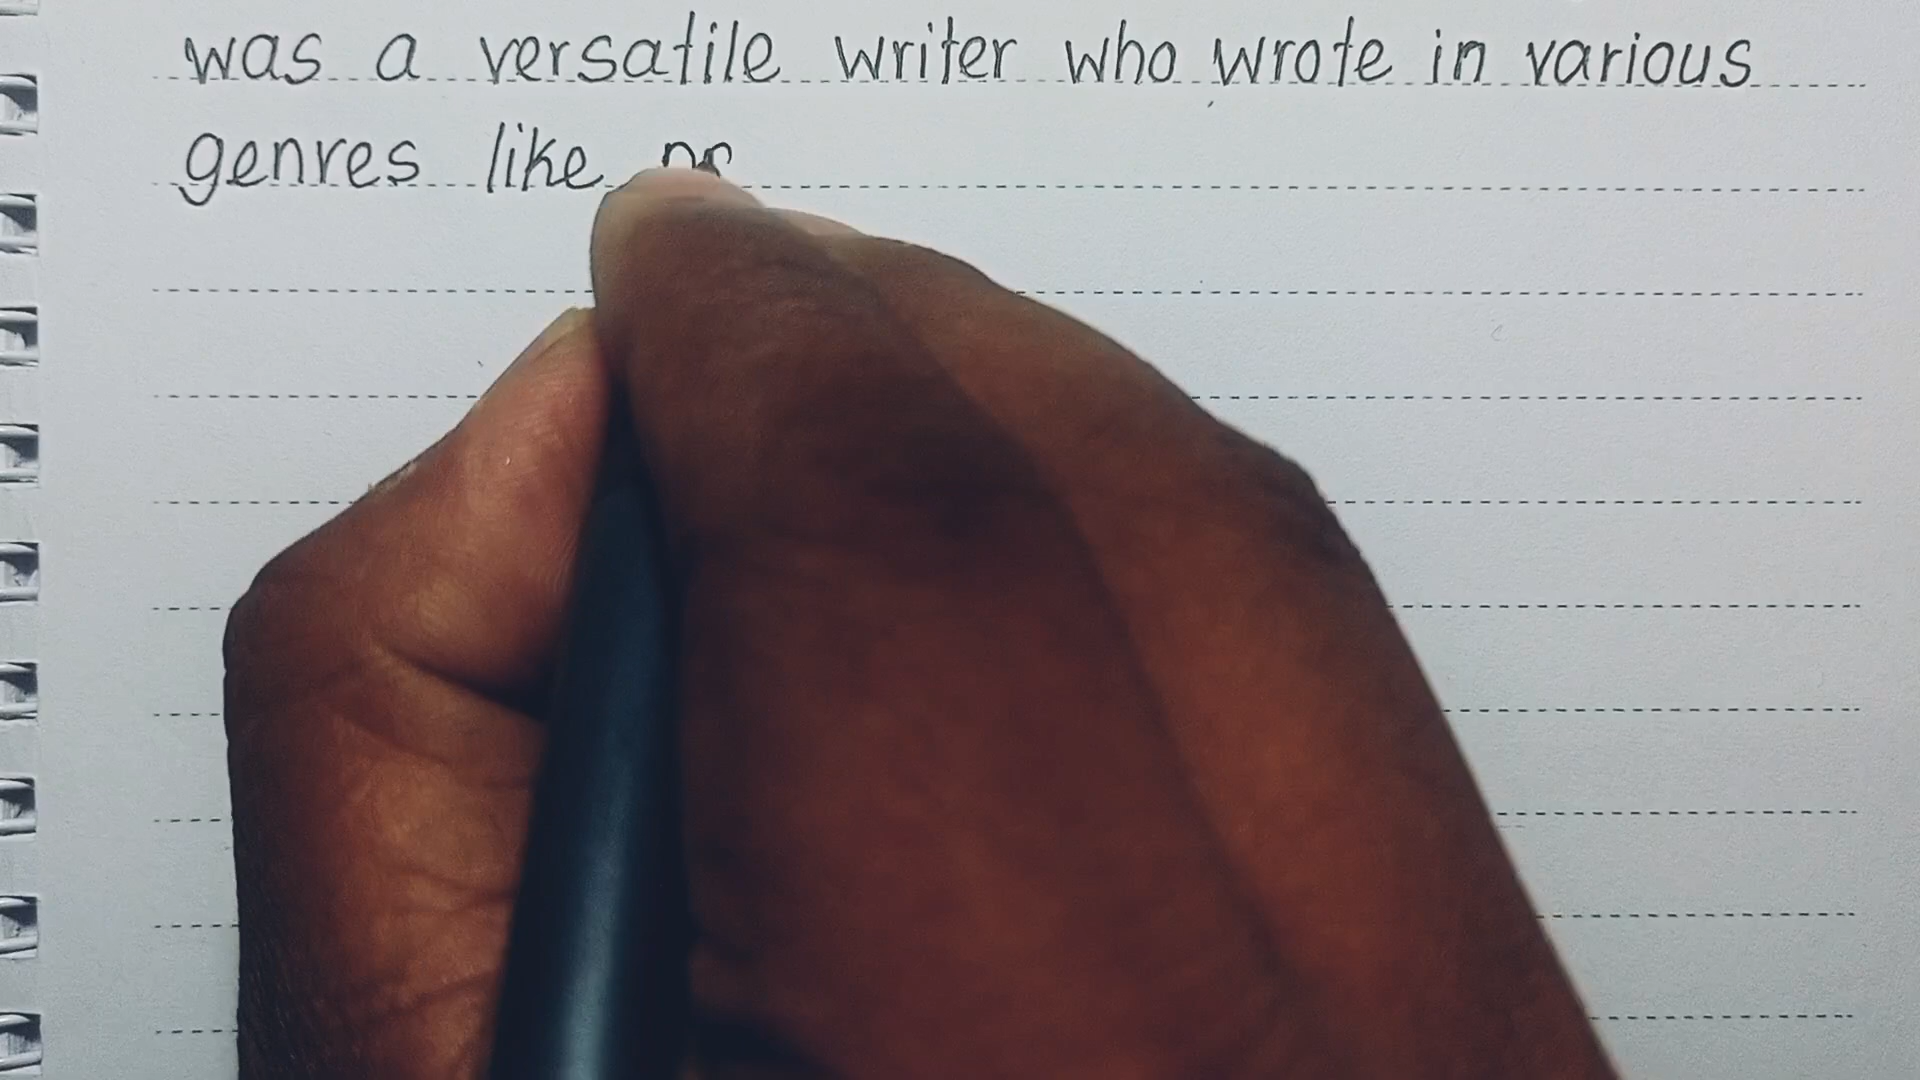 was a versatile writer who wrote in various
genres like